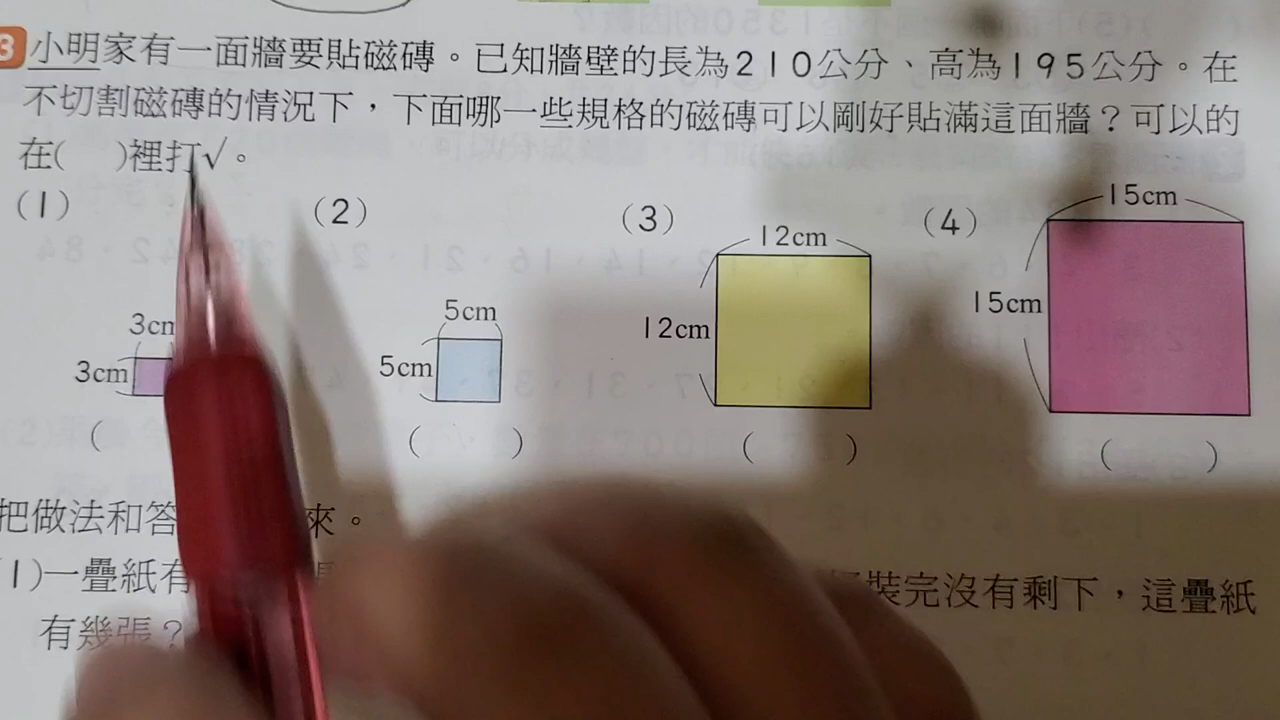 3 小明家有一面牆要貼磁磚。已知牆壁的長為210公分、高為195公分。在
不切割磁磚的情況下，下面哪一些規格的磁磚可以剛好貼滿這面牆？可以的
在(　)裡打√。
(1) (2) (3) (4)
15cm
12cm
5cm
3cm
15cm
12cm
5cm
3cm
( (　) (　) (　)
把做法和答 來。
(1)一疊紙有 裝完沒有剩下，這疊紙
有幾張？